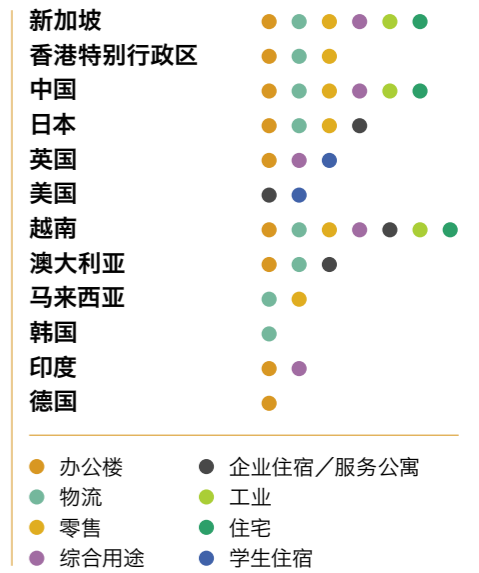 新加坡
香港特别行政区
中国
日本
英国
美国
越南
澳大利亚
马来西亚
韩国
印度
德国
办公楼
物流
零售
综合用途
企业住宿／服务公寓
工业
住宅
学生住宿